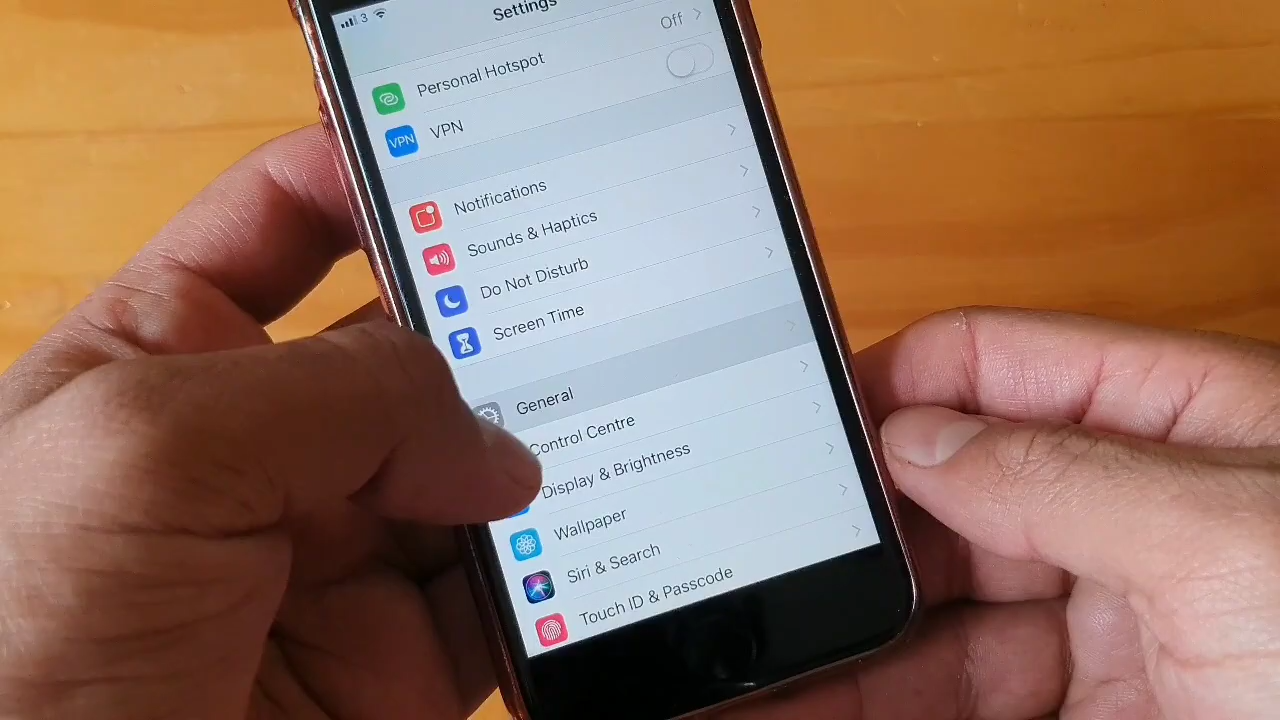 3
Settings
Off
Personal Hotspot
VPN VPN
Notifications
Sounds & Haptics
Do Not Disturb
Screen Time
General
Control Centre
Display & Brightness
Wallpaper
Siri & Search
Touch ID & Passcode